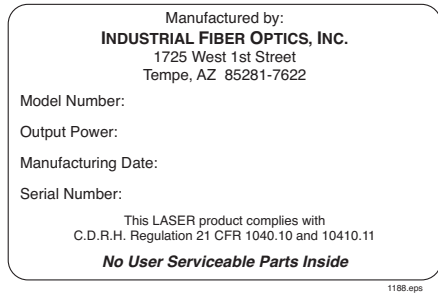 Manufactured by:
INDUSTRIAL FIBER OPTICS, INC.
1725 West 1st Street
Tempe, AZ 85281-7622
Model Number:
Output Power:
Manufacturing Date:
Serial Number:
This LASER product complies with
C.D.R.H. Regulation 21 CFR 1040.10 and 10410.11
No User Serviceable Parts Inside
1188.eps